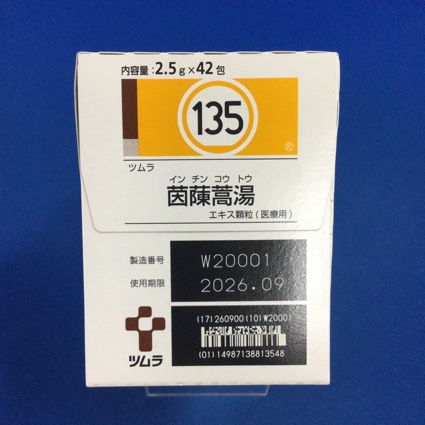 内容量:2.5g×42包
135
®
ツムラ
インチンコウトウ
茵蔯蒿湯
エキス顆粒(医療用)
製造番号 W20001
使用期限 2026.09
(17)260900(10)W20001
(01)14987138813548
ツムラ